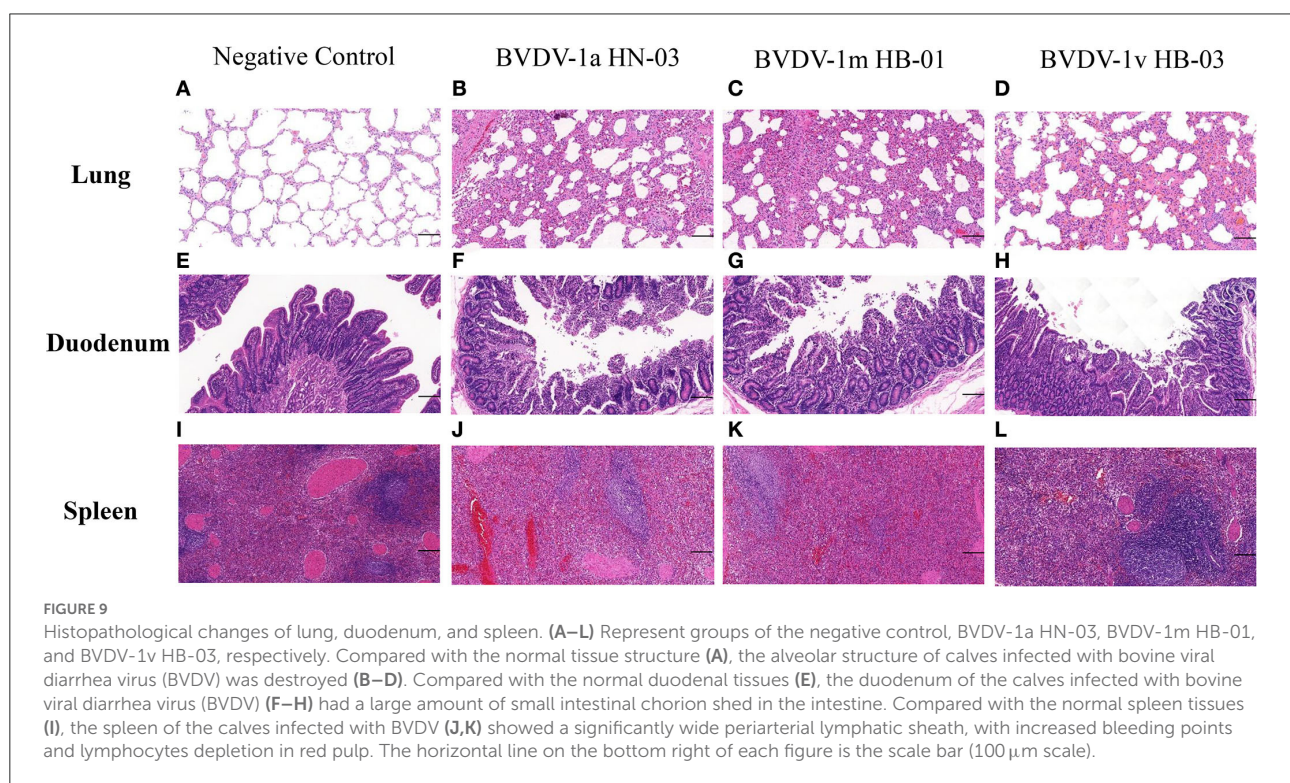 Negative Control BVDV-1a HN-03 BVDV-1m HB-01 BVDV-1v HB-03
A B C D
Lung
E F G H
Duodenum
I J K L
Spleen
FIGURE 9
Histopathological changes of lung, duodenum, and spleen. (A–L) Represent groups of the negative control, BVDV-1a HN-03, BVDV-1m HB-01,
and BVDV-1v HB-03, respectively. Compared with the normal tissue structure (A), the alveolar structure of calves infected with bovine viral
diarrhea virus (BVDV) was destroyed (B–D). Compared with the normal duodenal tissues (E), the duodenum of the calves infected with bovine
viral diarrhea virus (BVDV) (F–H) had a large amount of small intestinal chorion shed in the intestine. Compared with the normal spleen tissues
(I), the spleen of the calves infected with BVDV (J,K) showed a significantly wide periarterial lymphatic sheath, with increased bleeding points
and lymphocytes depletion in red pulp. The horizontal line on the bottom right of each figure is the scale bar (100 μm scale).